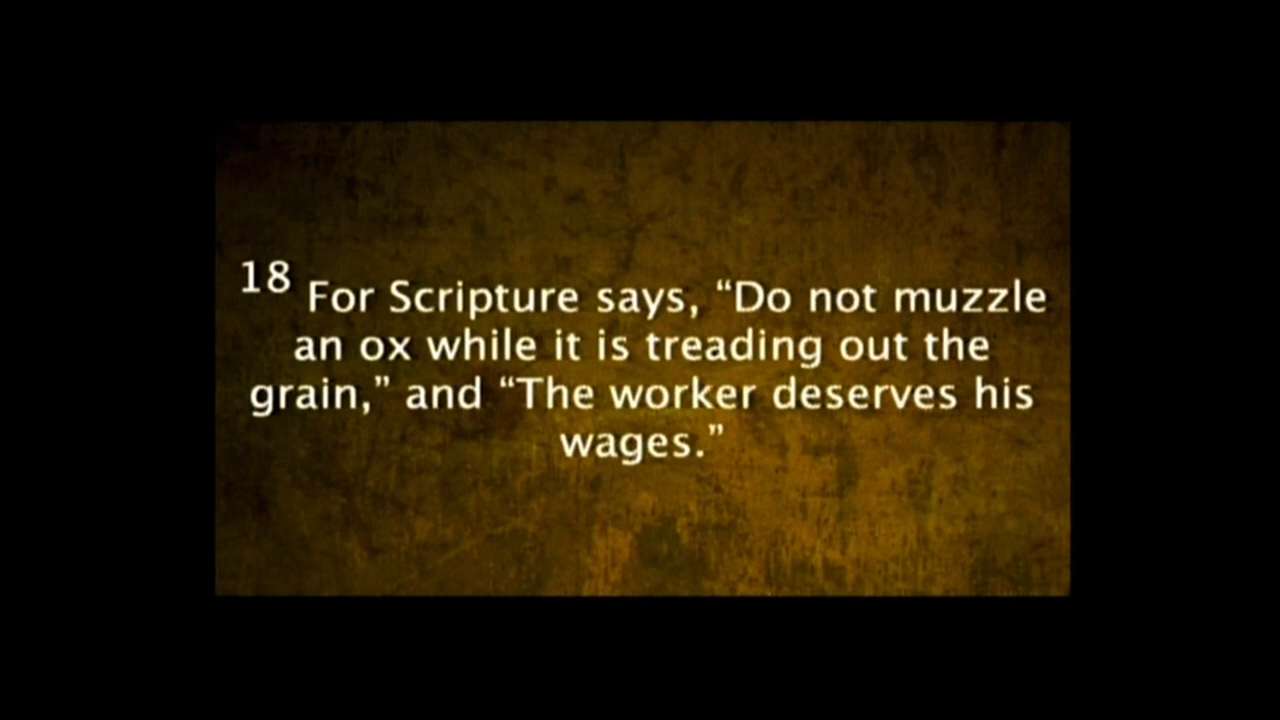 18 For Scripture says, “Do not muzzle
an ox while it is treading out the
grain,” and “The worker deserves his
wages.”